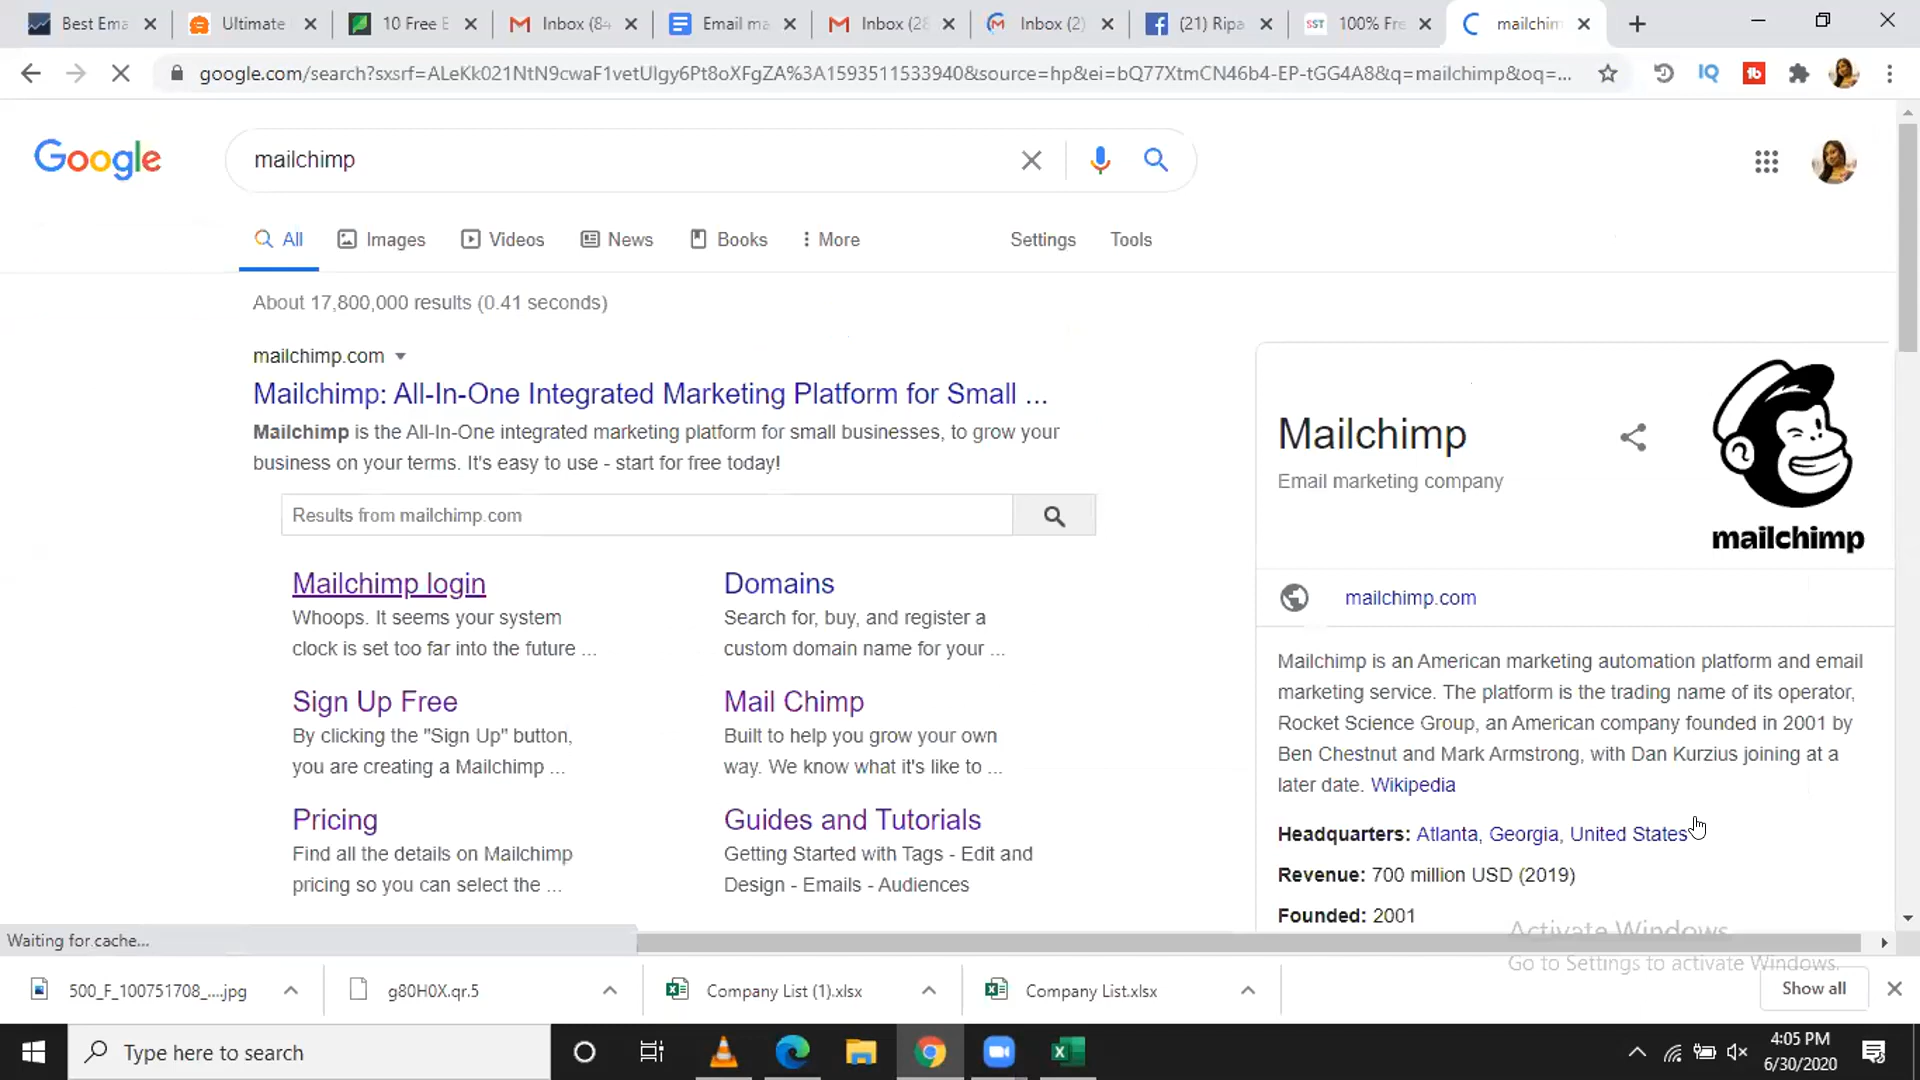 Best Ema
Ultimate
10 Free E
Inbox (84
Email ma
Inbox (28
Inbox (2)
(21) Ripa
SST
100% Fre
mailchim
google.com/search?sxsrf=ALeKk021NtN9cwaF1vetUlgy6Pt8oXFgZA%3A1593511533940&source=hp&ei=bQ77XtmCN46b4-EP-tGG4A8&q=mailchimp&oq=...
IQ
tb
Google
mailchimp
All
Images
Videos
News
Books
More
Settings
Tools
About 17,800,000 results (0.41 seconds)
mailchimp.com
Mailchimp: All-In-One Integrated Marketing Platform for Small ...
Mailchimp is the All-In-One integrated marketing platform for small businesses, to grow your
business on your terms. It's easy to use - start for free today!
Results from mailchimp.com
Mailchimp login
Whoops. It seems your system
clock is set too far into the future ...
Domains
Search for, buy, and register a
custom domain name for your ...
Sign Up Free
By clicking the "Sign Up" button,
you are creating a Mailchimp ...
Mail Chimp
Built to help you grow your own
way. We know what it's like to ...
Pricing
Find all the details on Mailchimp
pricing so you can select the ...
Guides and Tutorials
Getting Started with Tags - Edit and
Design - Emails - Audiences
Mailchimp
Email marketing company
mailchimp
mailchimp.com
Mailchimp is an American marketing automation platform and email
marketing service. The platform is the trading name of its operator,
Rocket Science Group, an American company founded in 2001 by
Ben Chestnut and Mark Armstrong, with Dan Kurzius joining at a
later date. Wikipedia
Headquarters: Atlanta, Georgia, United States
Revenue: 700 million USD (2019)
Founded: 2001
Activate Windows
Go to Settings to activate Windows.
Waiting for cache...
500_F_100751708_....jpg
g80H0X.qr.5
Company List (1).xlsx
Company List.xlsx
Show all
Type here to search
4:05 PM
6/30/2020